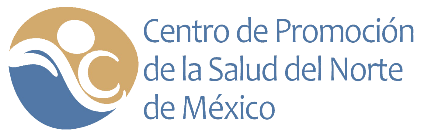 Centro de Promoción
de la Salud del Norte
de México